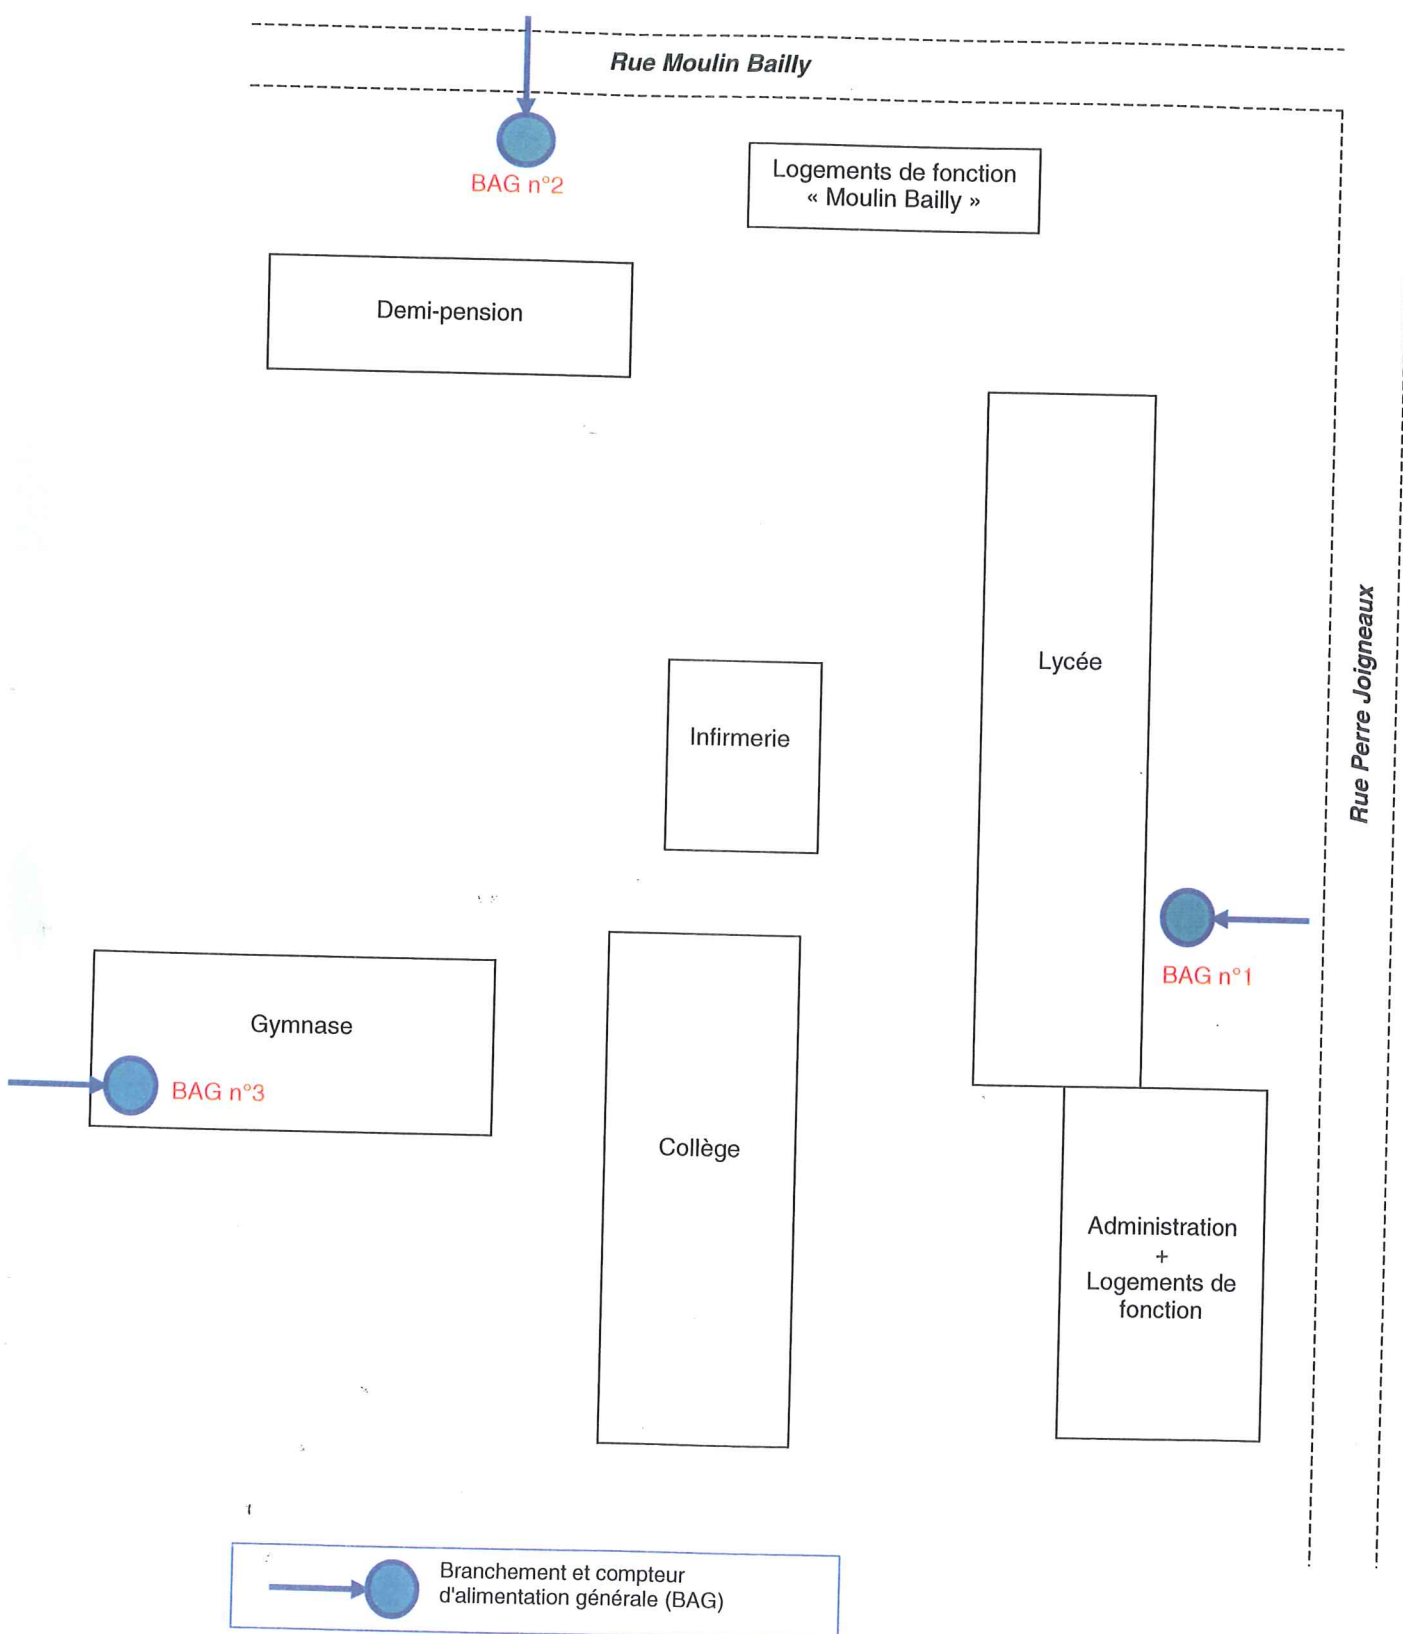 Rue Moulin Bailly
BAG n°2
Logements de fonction
« Moulin Bailly »
Demi-pension
Lycée
Rue Perre Joigneaux
Infirmerie
BAG n°1
Gymnase
BAG n°3
Collège
Administration
+
Logements de
fonction
Branchement et compteur
d'alimentation générale (BAG)